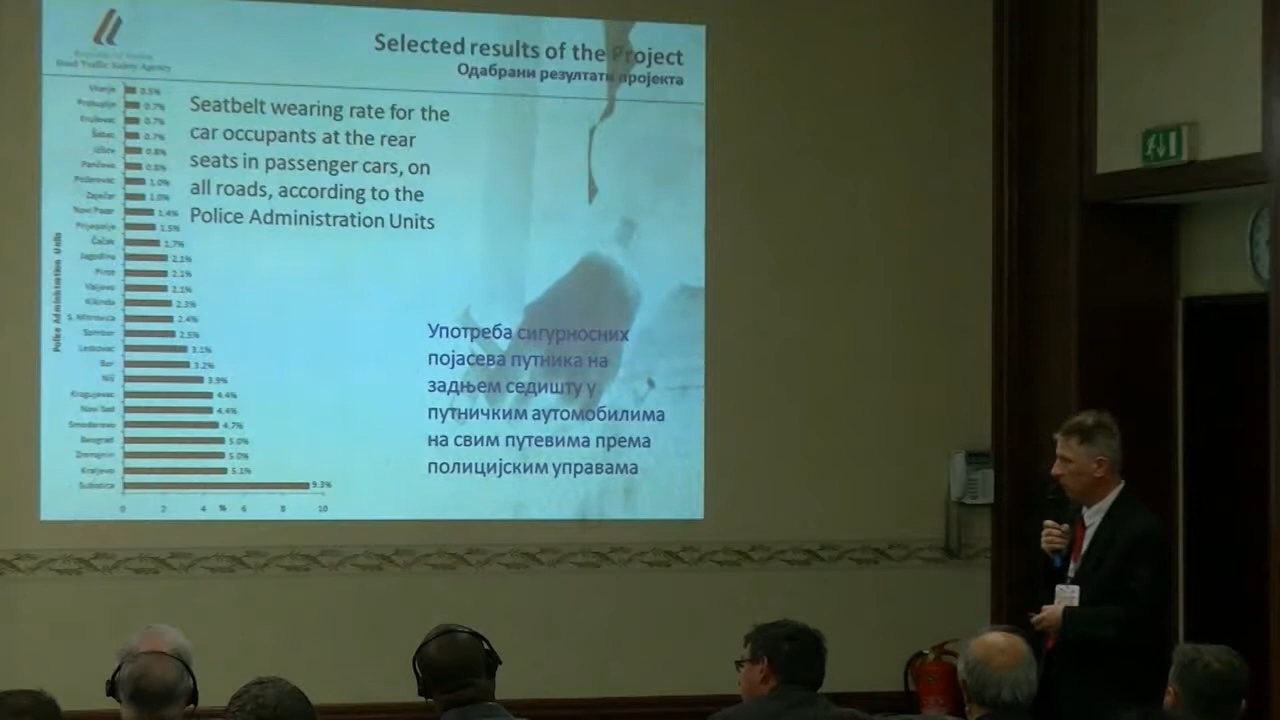 Republic of Serbia
Road Traffic Safety Agency
Selected results of the Project
Одабрани резултати пројекта
Seatbelt wearing rate for the
car occupants at the rear
seats in passenger cars, on
all roads, according to the
Police Administration Units
Употреба сигурносних
појасева путника на
задњем седишту у
путничким аутомобилима
на свим путевима према
полицијским управама
Police Administration Units
Vranje 0.5%
Prokuplje 0.7%
Kruševac 0.7%
Šabac 0.7%
Užice 0.8%
Pančevo 0.8%
Požarevac 1.0%
Zaječar 1.0%
Novi Pazar 1.4%
Prijepolje 1.5%
Čačak 1.7%
Jagodina 2.1%
Pirot 2.1%
Valjevo 2.1%
Kikinda 2.3%
S. Mitrovica 2.4%
Sombor 2.5%
Leskovac 3.1%
Bor 3.2%
Niš 3.9%
Kragujevac 4.4%
Novi Sad 4.4%
Smederevo 4.7%
Beograd 5.0%
Zrenjanin 5.0%
Kraljevo 5.1%
Subotica 9.3%
0 2 4 % 6 8 10